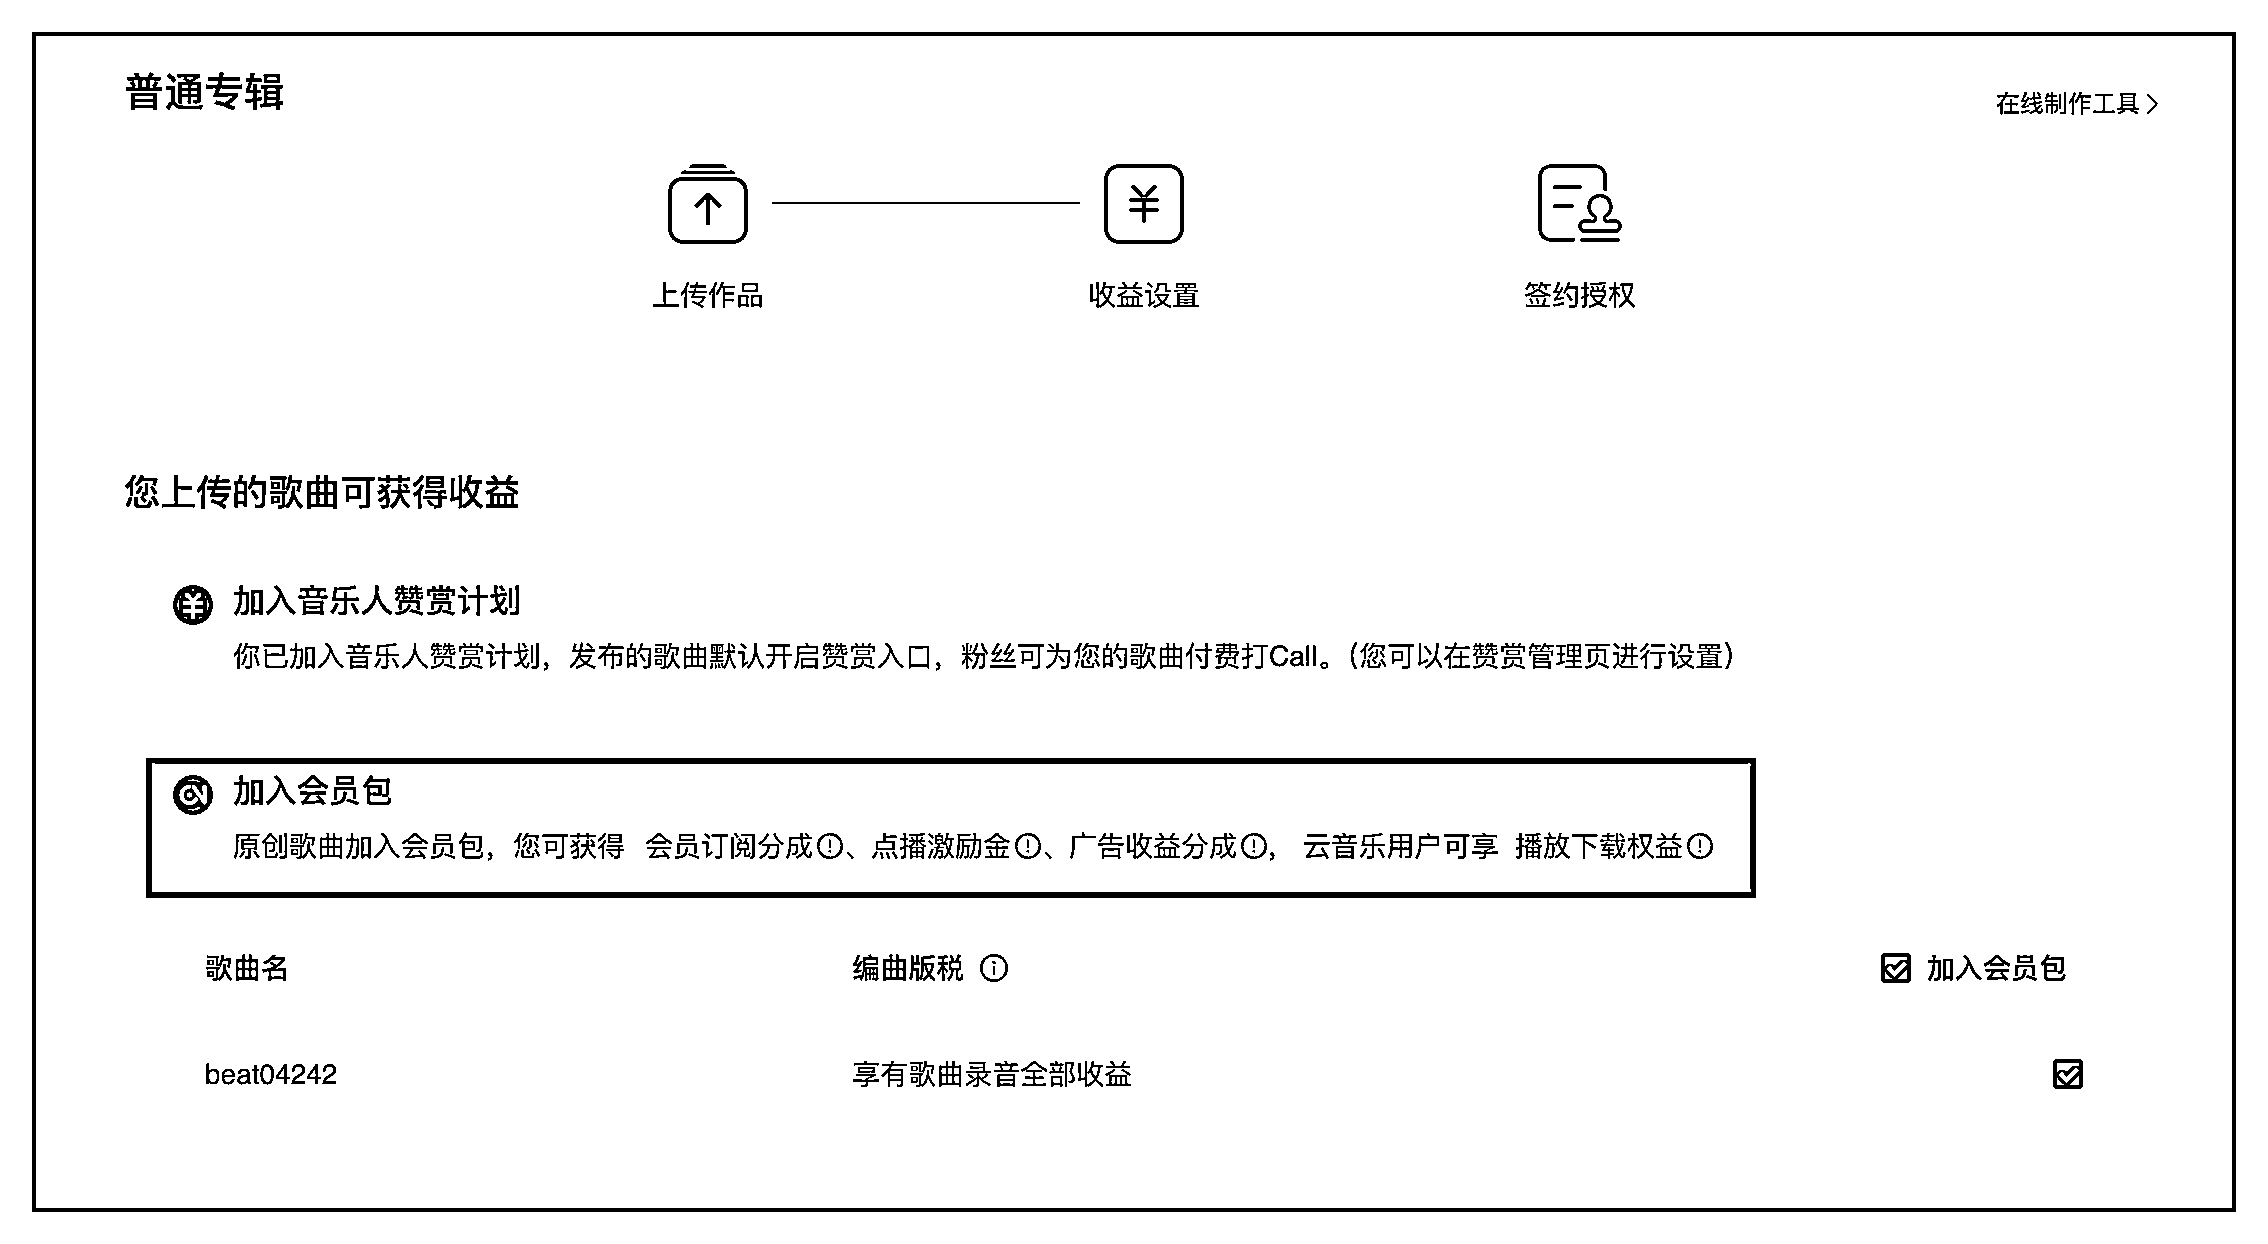 普通专辑
在线制作工具
上传作品
收益设置
签约授权
您上传的歌曲可获得收益
加入音乐人赞赏计划
你已加入音乐人赞赏计划，发布的歌曲默认开启赞赏入口，粉丝可为您的歌曲付费打Call。（您可以在赞赏管理页进行设置）
加入会员包
原创歌曲加入会员包，您可获得 会员订阅分成、点播激励金、广告收益分成， 云音乐用户可享 播放下载权益
歌曲名 编曲版税 加入会员包
beat04242 享有歌曲录音全部收益